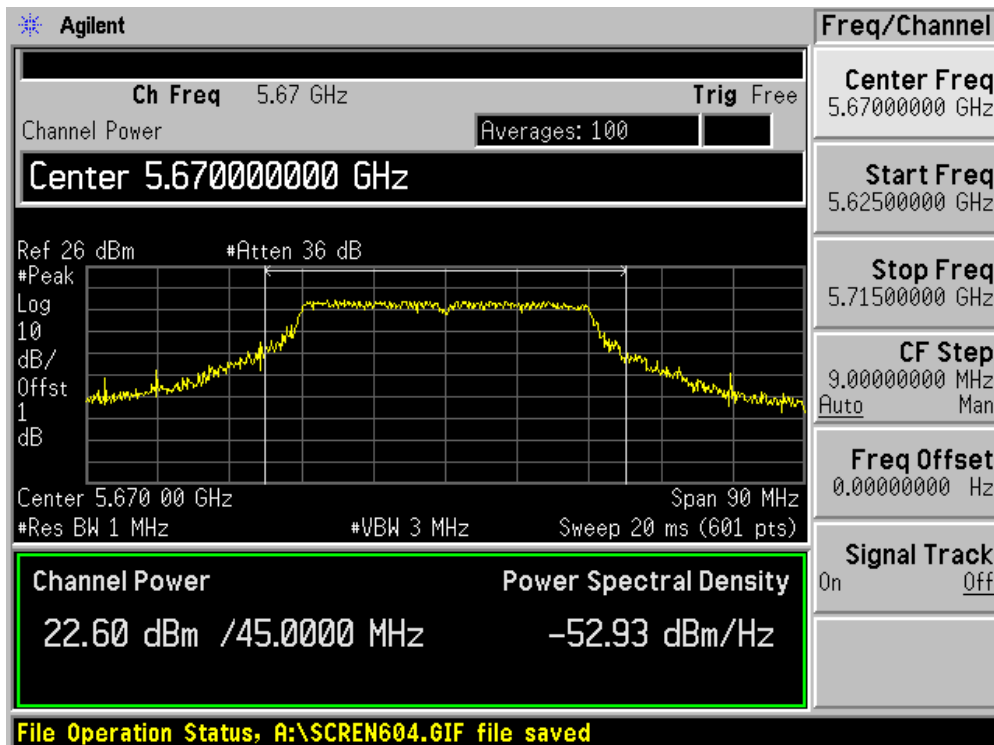 Agilent
Ch Freq 5.67 GHz Trig Free
Channel Power Averages: 100
Center 5.670000000 GHz
Ref 26 dBm #Atten 36 dB
#Peak
Log
10
dB/
Offst
1
dB
Center 5.670 00 GHz Span 90 MHz
#Res BW 1 MHz #VBW 3 MHz Sweep 20 ms (601 pts)
Channel Power Power Spectral Density
22.60 dBm /45.0000 MHz -52.93 dBm/Hz
File Operation Status, A:\SCREN604.GIF file saved
Freq/Channel
Center Freq
5.67000000 GHz
Start Freq
5.62500000 GHz
Stop Freq
5.71500000 GHz
CF Step
9.00000000 MHz
Auto Man
Freq Offset
0.00000000 Hz
Signal Track
On Off